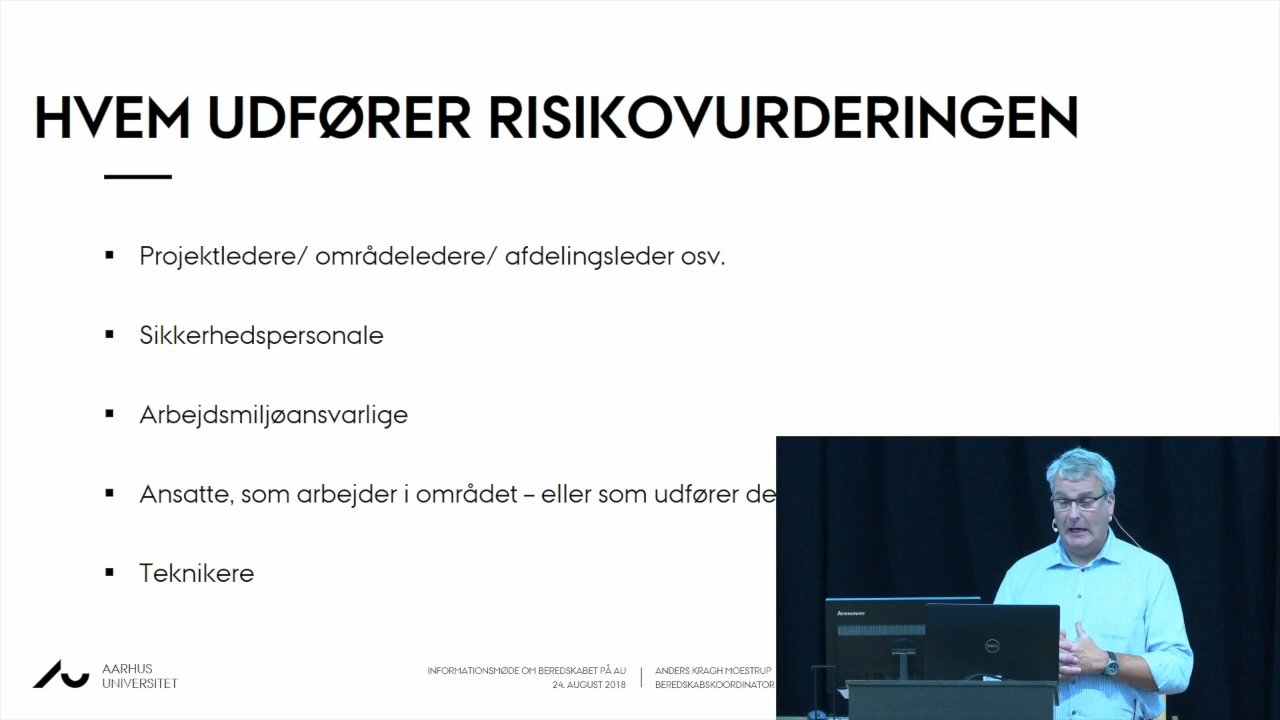 HVEM UDFØRER RISIKOVURDERINGEN
Projektledere/ områdeledere/ afdelingsleder osv.
Sikkerhedspersonale
Arbejdsmiljøansvarlige
Ansatte, som arbejder i området – eller som udfører
Teknikere
AARHUS
UNIVERSITET
INFORMATIONSMØDE OM BEREDSKABET PÅ AU
24. AUGUST 2018
ANDERS KRAGH MOESTRUP
BEREDSKABSKOORDINATOR
lenovo
DELL